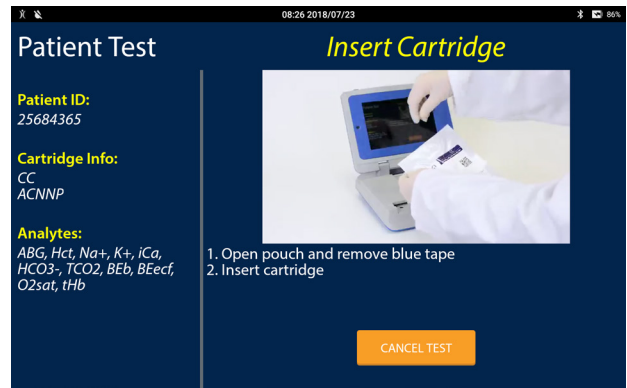 08:26 2018/07/23
86%
Patient Test
Insert Cartridge
Patient ID:
25684365
Cartridge Info:
CC
ACNNP
Analytes:
ABG, Hct, Na+, K+, iCa,
HCO3-, TCO2, BEb, BEecf,
O2sat, tHb
1. Open pouch and remove blue tape
2. Insert cartridge
CANCEL TEST